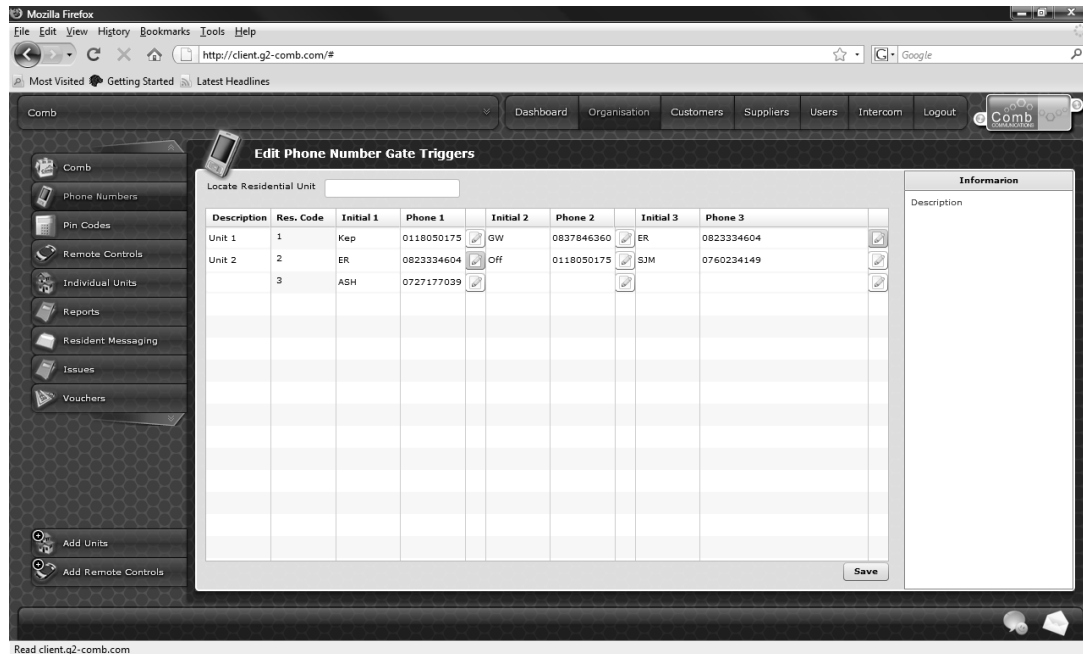 Mozilla Firefox
File Edit View History Bookmarks Tools Help
http://client.g2-comb.com/#
G Google
Most Visited Getting Started Latest Headlines
Comb
Dashboard Organisation Customers Suppliers Users Intercom Logout
Comb
COMMUNICATIONS
Edit Phone Number Gate Triggers
Comb
Phone Numbers
Pin Codes
Remote Controls
Individual Units
Reports
Resident Messaging
Issues
Vouchers
Add Units
Add Remote Controls
Locate Residential Unit
Description Res. Code Initial 1 Phone 1 Initial 2 Phone 2 Initial 3 Phone 3
Unit 1 1 Kep 0118050175 GW 0837846360 ER 0823334604
Unit 2 2 ER 0823334604 Off 0118050175 SJM 0760234149
3 ASH 0727177039
Save
Informarion
Description
Read client.g2-comb.com